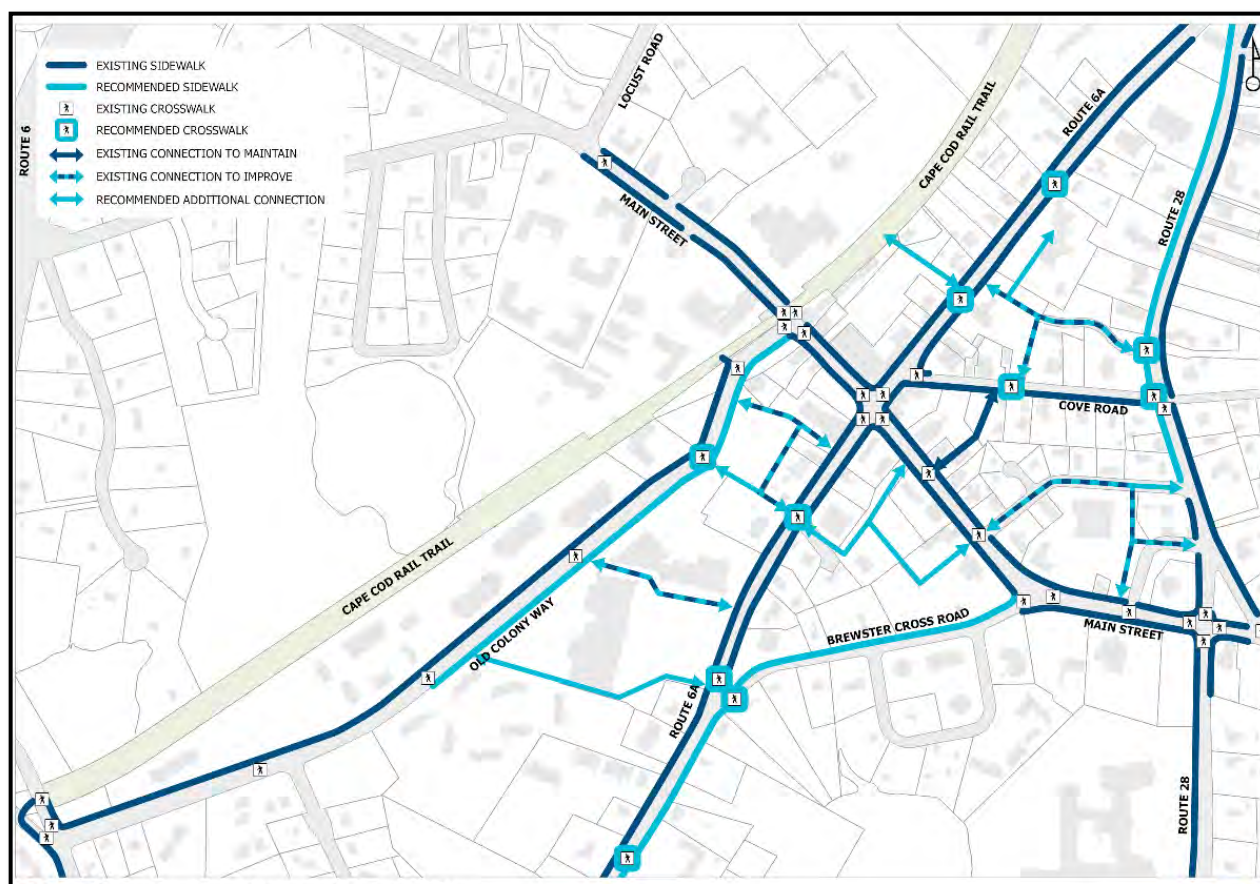 EXISTING SIDEWALK
RECOMMENDED SIDEWALK
EXISTING CROSSWALK
RECOMMENDED CROSSWALK
EXISTING CONNECTION TO MAINTAIN
EXISTING CONNECTION TO IMPROVE
RECOMMENDED ADDITIONAL CONNECTION
ROUTE 6
LOCUST ROAD
MAIN STREET
CAPE COD RAIL TRAIL
ROUTE 6A
ROUTE 28
COVE ROAD
CAPE COD RAIL TRAIL
OLD COLONY WAY
BREWSTER CROSS ROAD
MAIN STREET
ROUTE 6A
ROUTE 28